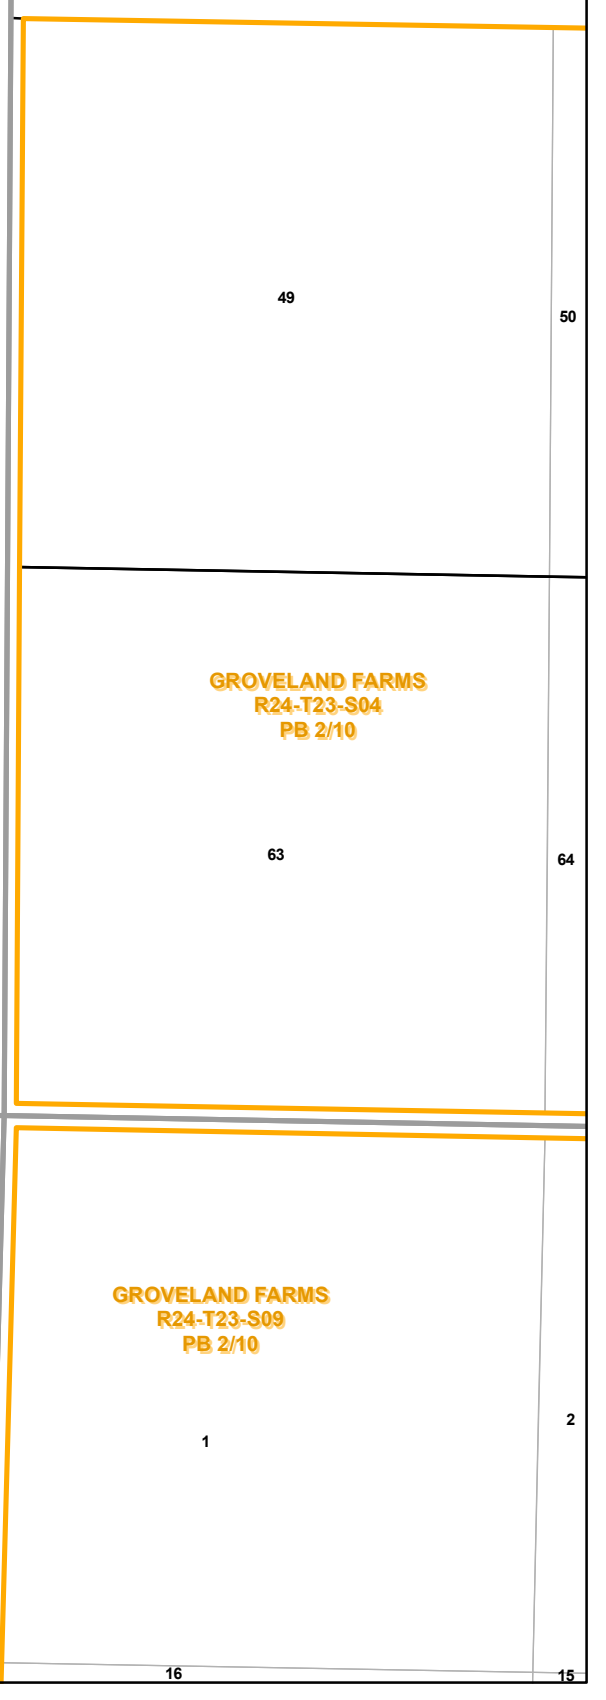 49
50
GROVELAND FARMS
R24-T23-S04
PB 2/10
63
64
GROVELAND FARMS
R24-T23-S09
PB 2/10
2
1
16
15